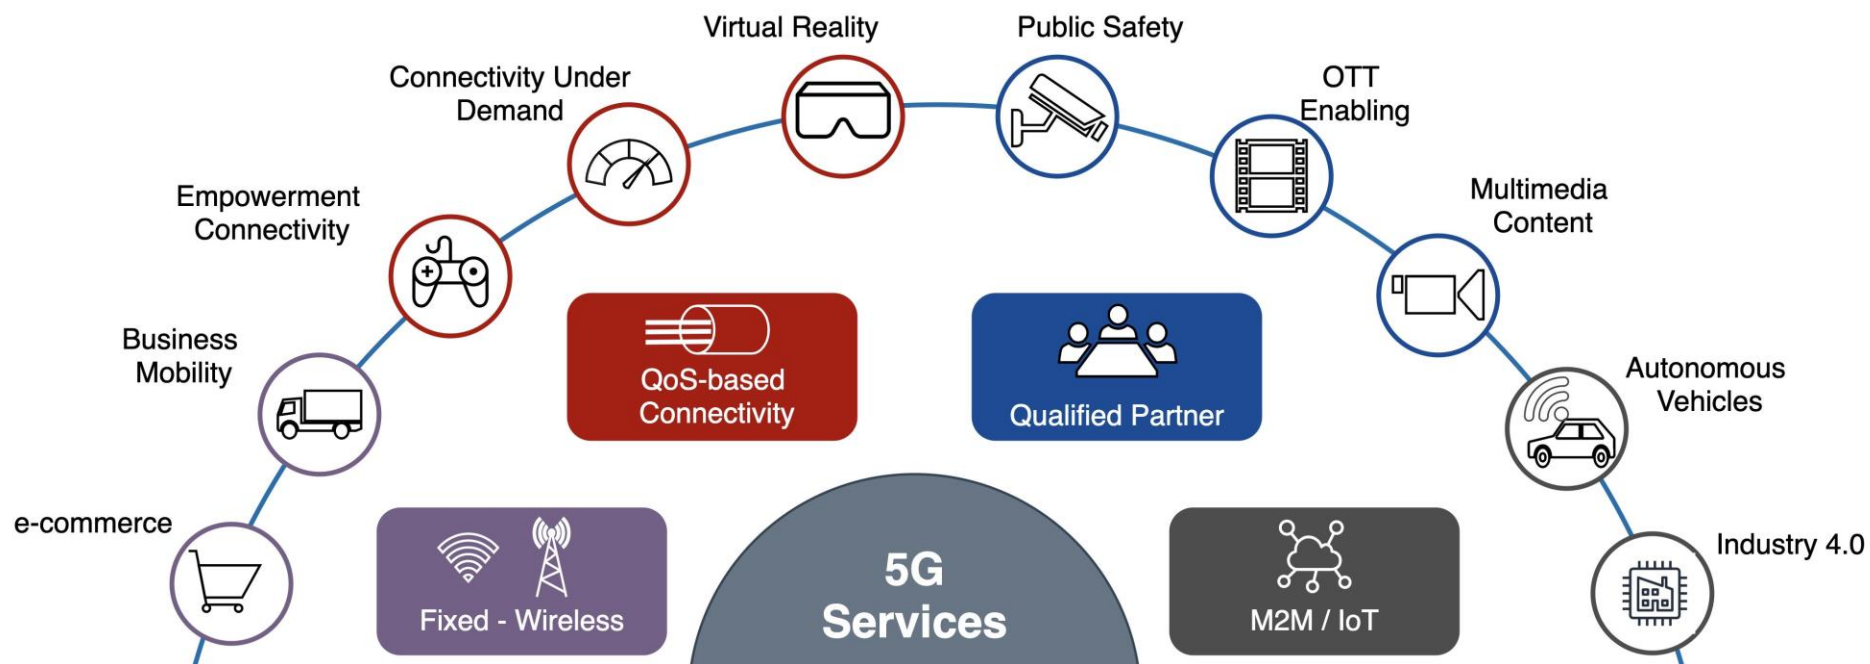 Virtual Reality
Public Safety
Connectivity Under
Demand
OTT
Enabling
Empowerment
Connectivity
Multimedia
Content
Business
Mobility
QoS-based
Connectivity
Qualified Partner
Autonomous
Vehicles
e-commerce
Fixed - Wireless
5G
Services
M2M / IoT
Industry 4.0